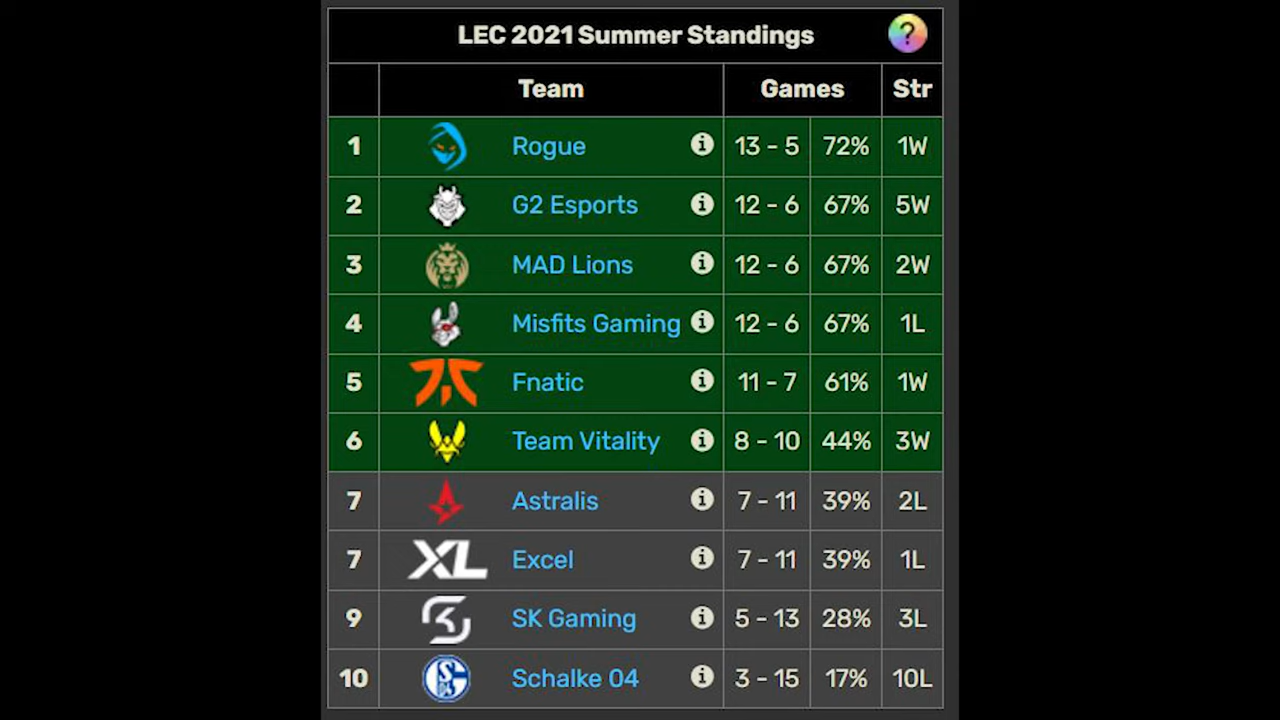 LEC 2021 Summer Standings ?
Team Games Str
1 Rogue i 13 - 5 72% 1W
2 G2 Esports i 12 - 6 67% 5W
3 MAD Lions i 12 - 6 67% 2W
4 Misfits Gaming i 12 - 6 67% 1L
5 Fnatic i 11 - 7 61% 1W
6 Team Vitality i 8 - 10 44% 3W
7 Astralis i 7 - 11 39% 2L
7 XL Excel i 7 - 11 39% 1L
9 SK Gaming i 5 - 13 28% 3L
10 S04 Schalke 04 i 3 - 15 17% 10L